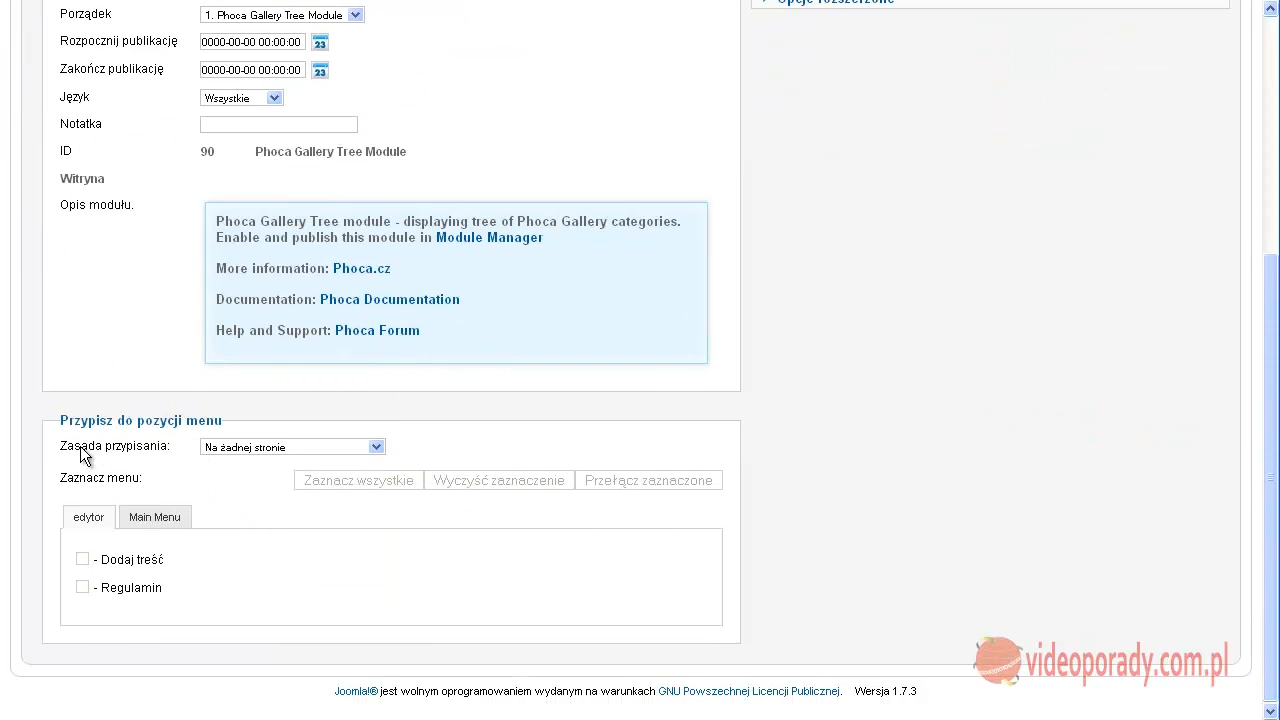 Porządek 1. Phoca Gallery Tree Module
Rozpocznij publikację 0000-00-00 00:00:00 23
Zakończ publikację 0000-00-00 00:00:00 23
Język Wszystkie
Notatka
ID 90 Phoca Gallery Tree Module
Witryna
Opis modułu.
Phoca Gallery Tree module - displaying tree of Phoca Gallery categories.
Enable and publish this module in Module Manager
More information: Phoca.cz
Documentation: Phoca Documentation
Help and Support: Phoca Forum
Opcje rozszerzone
Przypisz do pozycji menu
Zasada przypisania: Na żadnej stronie
Zaznacz menu: Zaznacz wszystkie Wyczyść zaznaczenie Przełącz zaznaczone
edytor Main Menu
- Dodaj treść
- Regulamin
videoporady.com.pl
Joomla!® jest wolnym oprogramowaniem wydanym na warunkach GNU Powszechnej Licencji Publicznej. Wersja 1.7.3